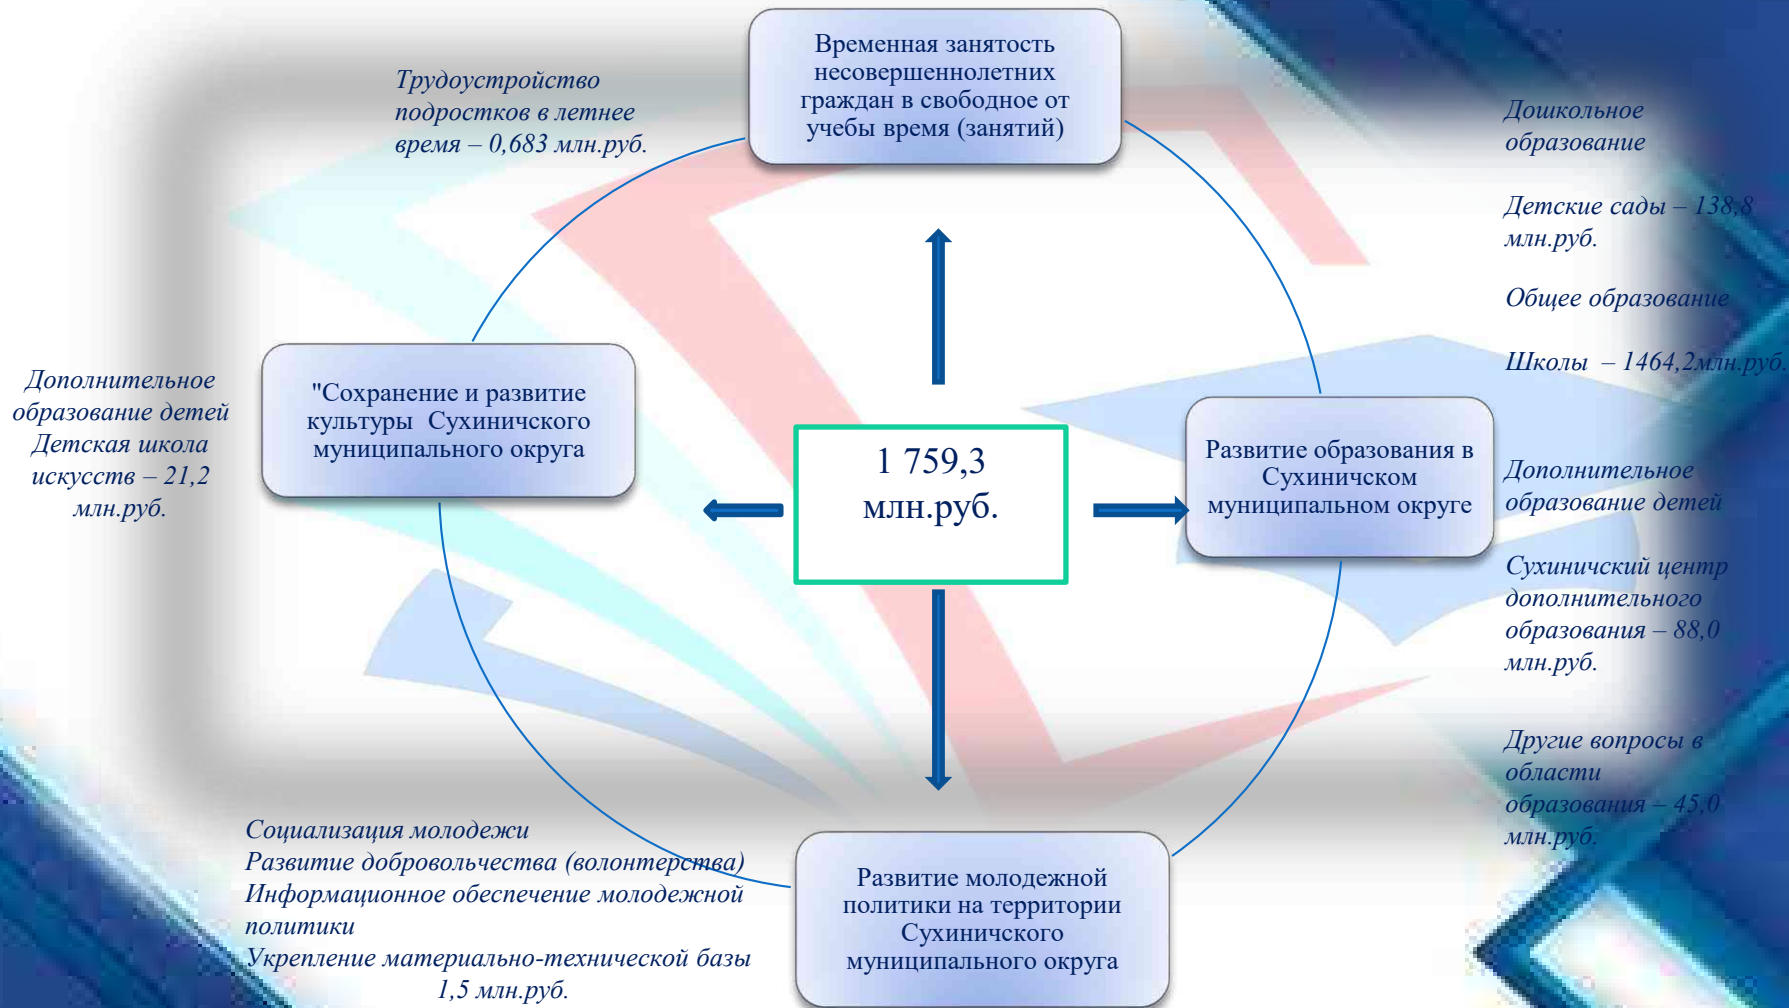 Временная занятость
несовершеннолетних
граждан в свободное от
учебы время (занятий)
Трудоустройство
подростков в летнее
время – 0,683 млн.руб.
Дошкольное
образование
Детские сады – 138,8
млн.руб.
Общее образование
Школы – 1464,2млн.руб.
Дополнительное
образование детей
Детская школа
искусств – 21,2
млн.руб.
"Сохранение и развитие
культуры Сухиничского
муниципального округа
1 759,3
млн.руб.
Развитие образования в
Сухиничском
муниципальном округе
Дополнительное
образование детей
Сухиничский центр
дополнительного
образования – 88,0
млн.руб.
Другие вопросы в
области
образования – 45,0
млн.руб.
Социализация молодежи
Развитие добровольчества (волонтерства)
Информационное обеспечение молодежной
политики
Укрепление материально-технической базы
1,5 млн.руб.
Развитие молодежной
политики на территории
Сухиничского
муниципального округа